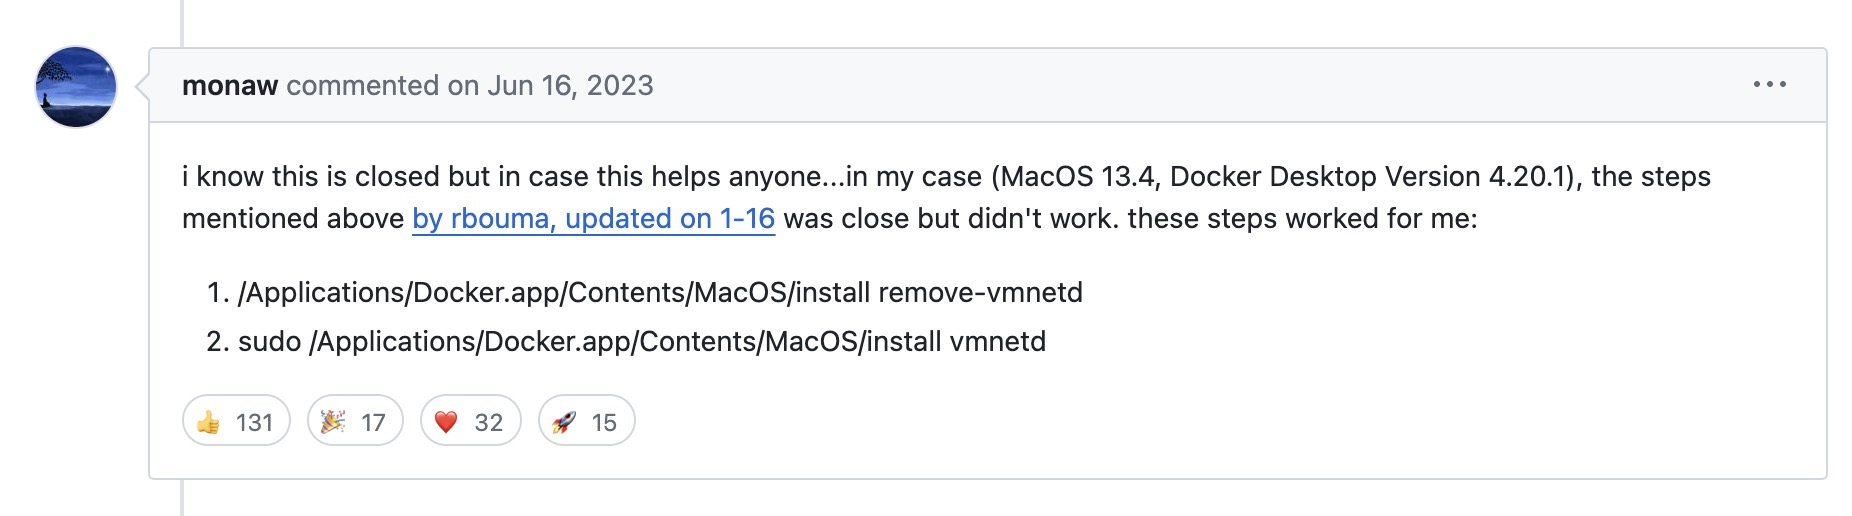 monaw commented on Jun 16, 2023
i know this is closed but in case this helps anyone...in my case (MacOS 13.4, Docker Desktop Version 4.20.1), the steps
mentioned above by rbouma, updated on 1-16 was close but didn't work. these steps worked for me:
1. /Applications/Docker.app/Contents/MacOS/install remove-vmnetd
2. sudo /Applications/Docker.app/Contents/MacOS/install vmnetd
👍 131 🎉 17 ❤️ 32 🚀 15